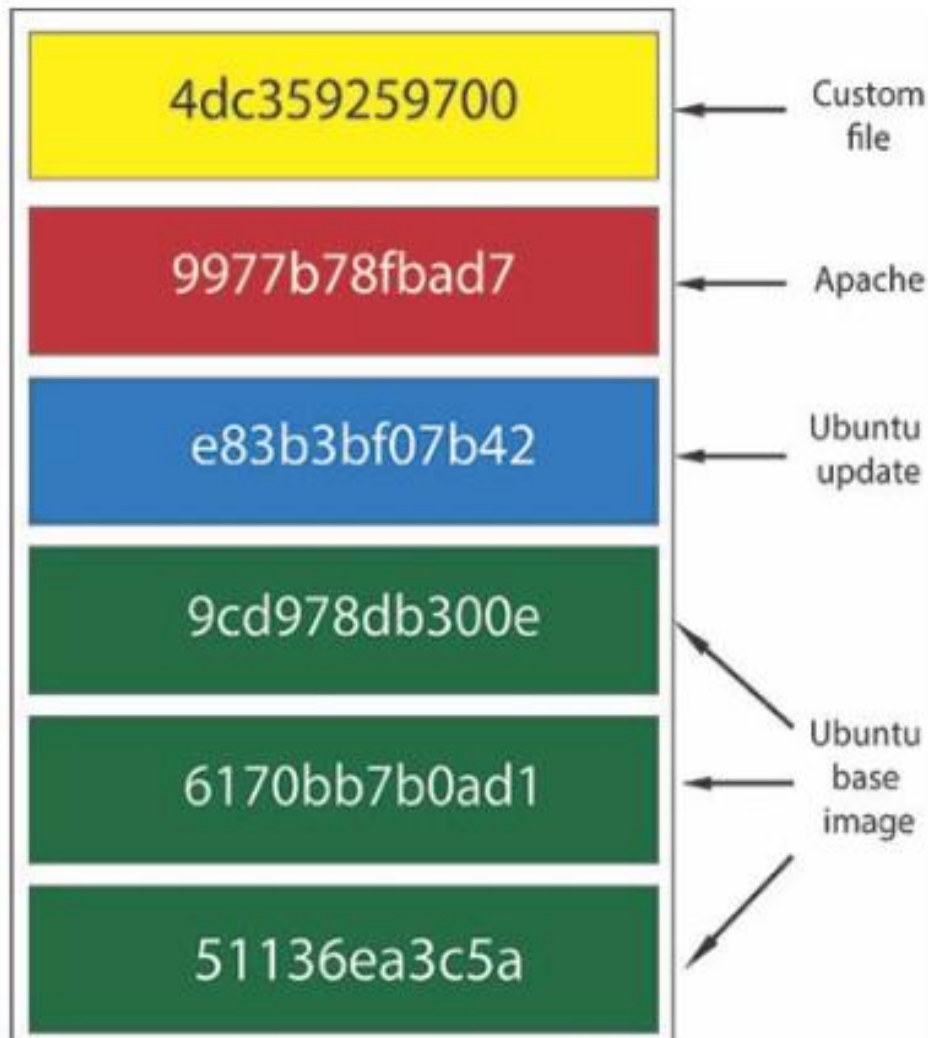 4dc359259700
Custom
file
9977b78fbad7
Apache
e83b3bf07b42
Ubuntu
update
9cd978db300e
6170bb7b0ad1
Ubuntu
base
image
51136ea3c5a